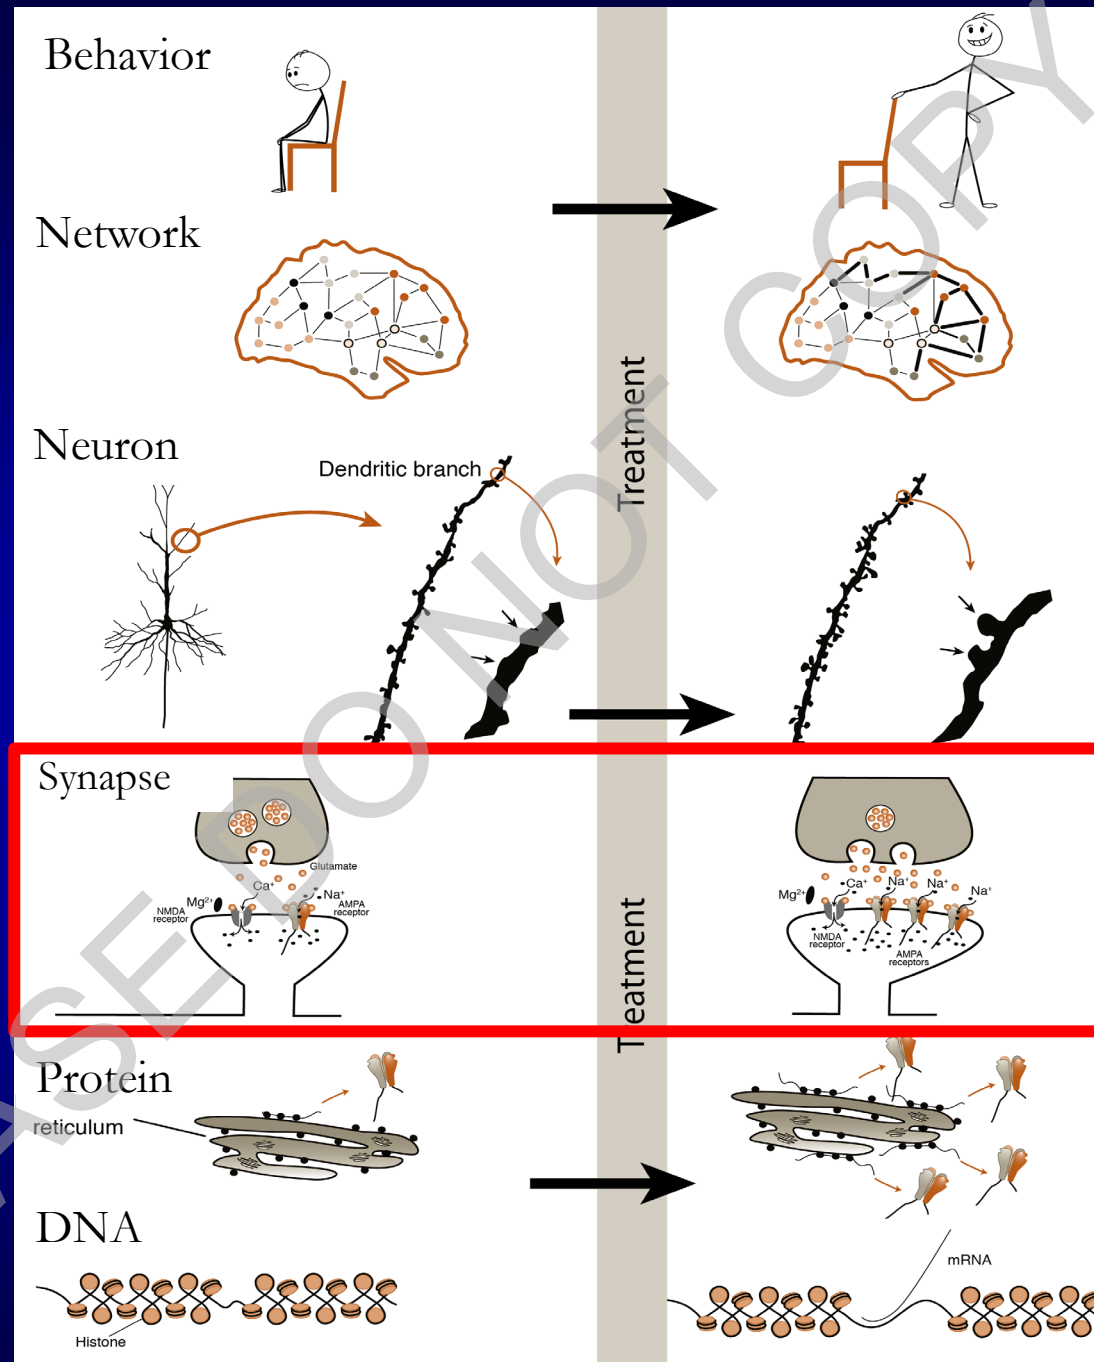 Behavior
Network
Treatment
Neuron
Dendritic branch
Synapse
Glutamate
Ca⁺
Na⁺
Mg²⁺
NMDA
receptor
AMPA
receptor
Mg²⁺
Ca⁺
Na⁺
Na⁺
Na⁺
NMDA
receptor
AMPA
receptors
Treatment
Protein
reticulum
DNA
mRNA
Histone
ASE DO NOT COPY